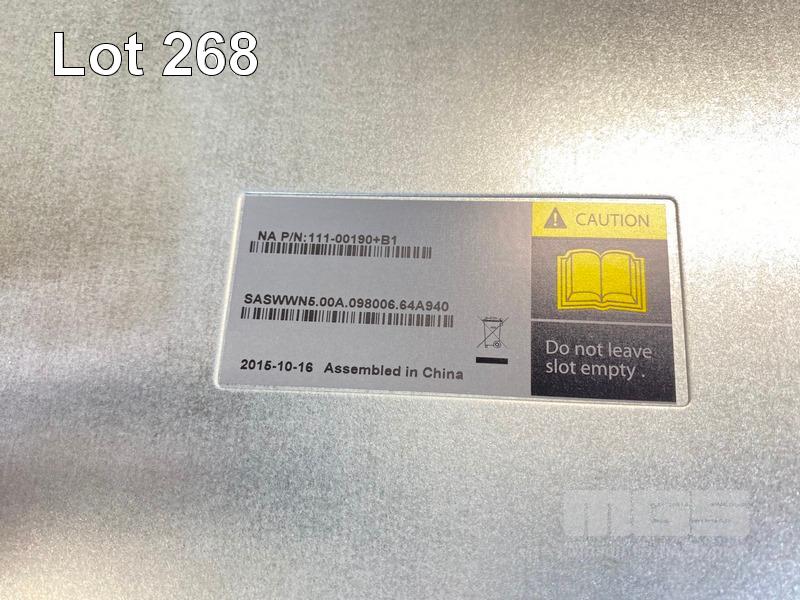 Lot 268
NA P/N:111-00190+B1
SASWWN5.00A.098006.64A940
2015-10-16 Assembled in China
CAUTION
Do not leave
slot empty .